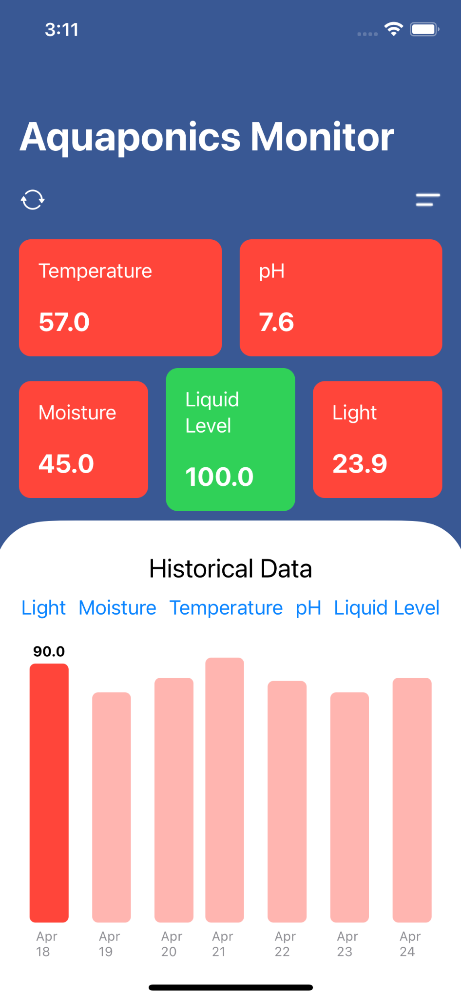 3:11
Aquaponics Monitor
Temperature
57.0
pH
7.6
Moisture
45.0
Liquid
Level
100.0
Light
23.9
Historical Data
Light Moisture Temperature pH Liquid Level
90.0
Apr 18
Apr 19
Apr 20
Apr 21
Apr 22
Apr 23
Apr 24